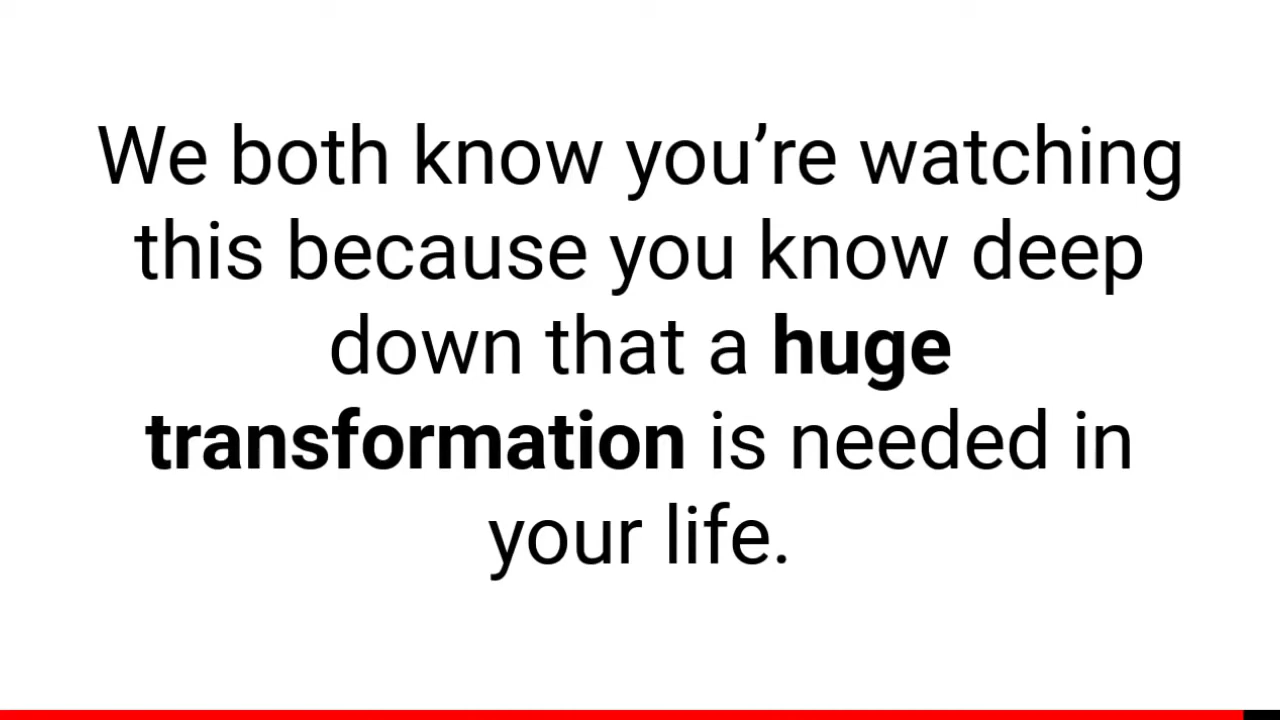 We both know you’re watching
this because you know deep
down that a huge
transformation is needed in
your life.